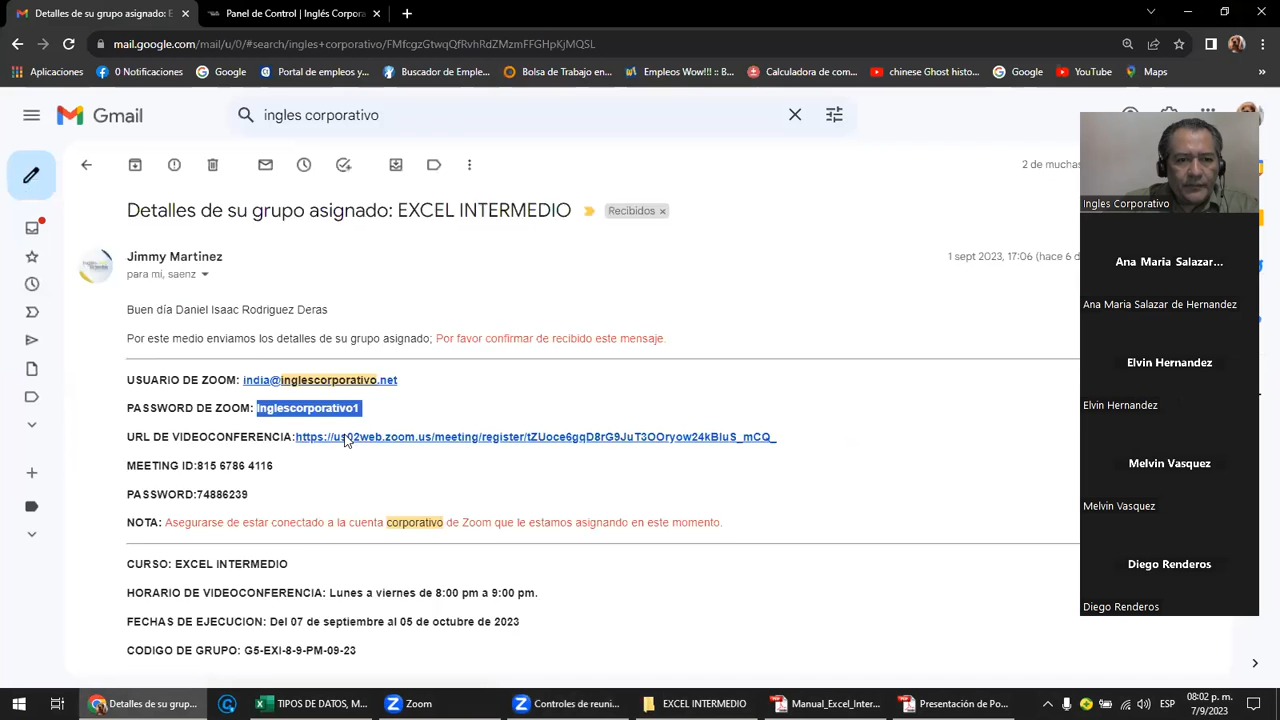 Detalles de su grupo asignado: E
Panel de Control | Inglés Corpora
mail.google.com/mail/u/0/#search/ingles+corporativo/FMfcgzGtwqQfRvhRdZMzmFFGHpKjMQSL
Aplicaciones
0 Notificaciones
Google
Portal de empleos y...
Buscador de Empleo...
Bolsa de Trabajo en...
Empleos Wow!!! :: B...
Calculadora de com...
chinese Ghost histo...
Google
YouTube
Maps
Gmail
ingles corporativo
2 de muchas
Detalles de su grupo asignado: EXCEL INTERMEDIO
Recibidos x
Jimmy Martinez
1 sept 2023, 17:06 (hace 6 d
para mi, saenz
Buen día Daniel Isaac Rodriguez Deras
Por este medio enviamos los detalles de su grupo asignado; Por favor confirmar de recibido este mensaje.
USUARIO DE ZOOM: india@inglescorporativo.net
PASSWORD DE ZOOM: Inglescorporativo1
URL DE VIDEOCONFERENCIA:https://us02web.zoom.us/meeting/register/tZUoce6gqD8rG9JuT3OOryow24kBIuS_mCQ_
MEETING ID:815 6786 4116
PASSWORD:74886239
NOTA: Asegurarse de estar conectado a la cuenta corporativo de Zoom que le estamos asignando en este momento.
CURSO: EXCEL INTERMEDIO
HORARIO DE VIDEOCONFERENCIA: Lunes a viernes de 8:00 pm a 9:00 pm.
FECHAS DE EJECUCION: Del 07 de septiembre al 05 de octubre de 2023
CODIGO DE GRUPO: G5-EXI-8-9-PM-09-23
Ingles Corporativo
Ana Maria Salazar...
Ana Maria Salazar de Hernandez
Elvin Hernandez
Elvin Hernandez
Melvin Vasquez
Melvin Vasquez
Diego Renderos
Diego Renderos
Detalles de su gru...
TIPOS DE DATOS, M...
Zoom
Controles de reuni...
EXCEL INTERMEDIO
Manual_Excel_Inter...
Presentación de Po...
ESP
08:02 p. m.
7/9/2023